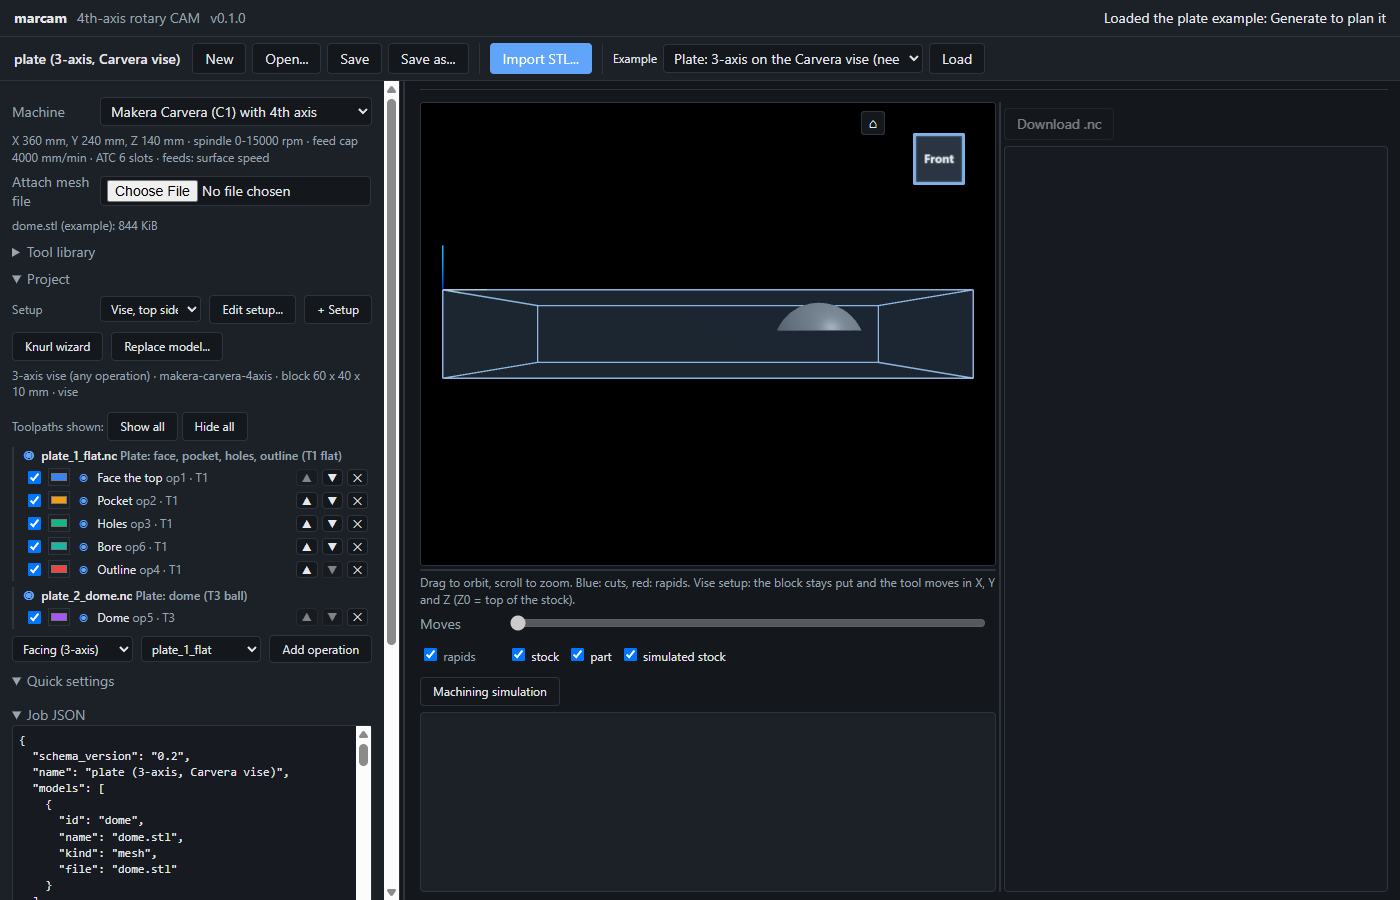 marcam 4th-axis rotary CAM v0.1.0
Loaded the plate example: Generate to plan it
plate (3-axis, Carvera vise) New Open... Save Save as... Import STL... Example Plate: 3-axis on the Carvera vise (nee Load
Machine Makera Carvera (C1) with 4th axis
X 360 mm, Y 240 mm, Z 140 mm · spindle 0-15000 rpm · feed cap
4000 mm/min · ATC 6 slots · feeds: surface speed
Attach mesh file Choose File No file chosen
dome.stl (example): 844 KiB
Tool library
Project
Setup Vise, top side Edit setup... + Setup
Knurl wizard Replace model...
3-axis vise (any operation) · makera-carvera-4axis · block 60 x 40 x
10 mm · vise
Toolpaths shown: Show all Hide all
plate_1_flat.nc Plate: face, pocket, holes, outline (T1 flat)
Face the top op1 · T1
Pocket op2 · T1
Holes op3 · T1
Bore op6 · T1
Outline op4 · T1
plate_2_dome.nc Plate: dome (T3 ball)
Dome op5 · T3
Facing (3-axis) plate_1_flat Add operation
Quick settings
Job JSON
{
"schema_version": "0.2",
"name": "plate (3-axis, Carvera vise)",
"models": [
{
"id": "dome",
"name": "dome.stl",
"kind": "mesh",
"file": "dome.stl"
}
Front
Drag to orbit, scroll to zoom. Blue: cuts, red: rapids. Vise setup: the block stays put and the tool moves in X, Y
and Z (Z0 = top of the stock).
Moves
rapids stock part simulated stock
Machining simulation
Download .nc